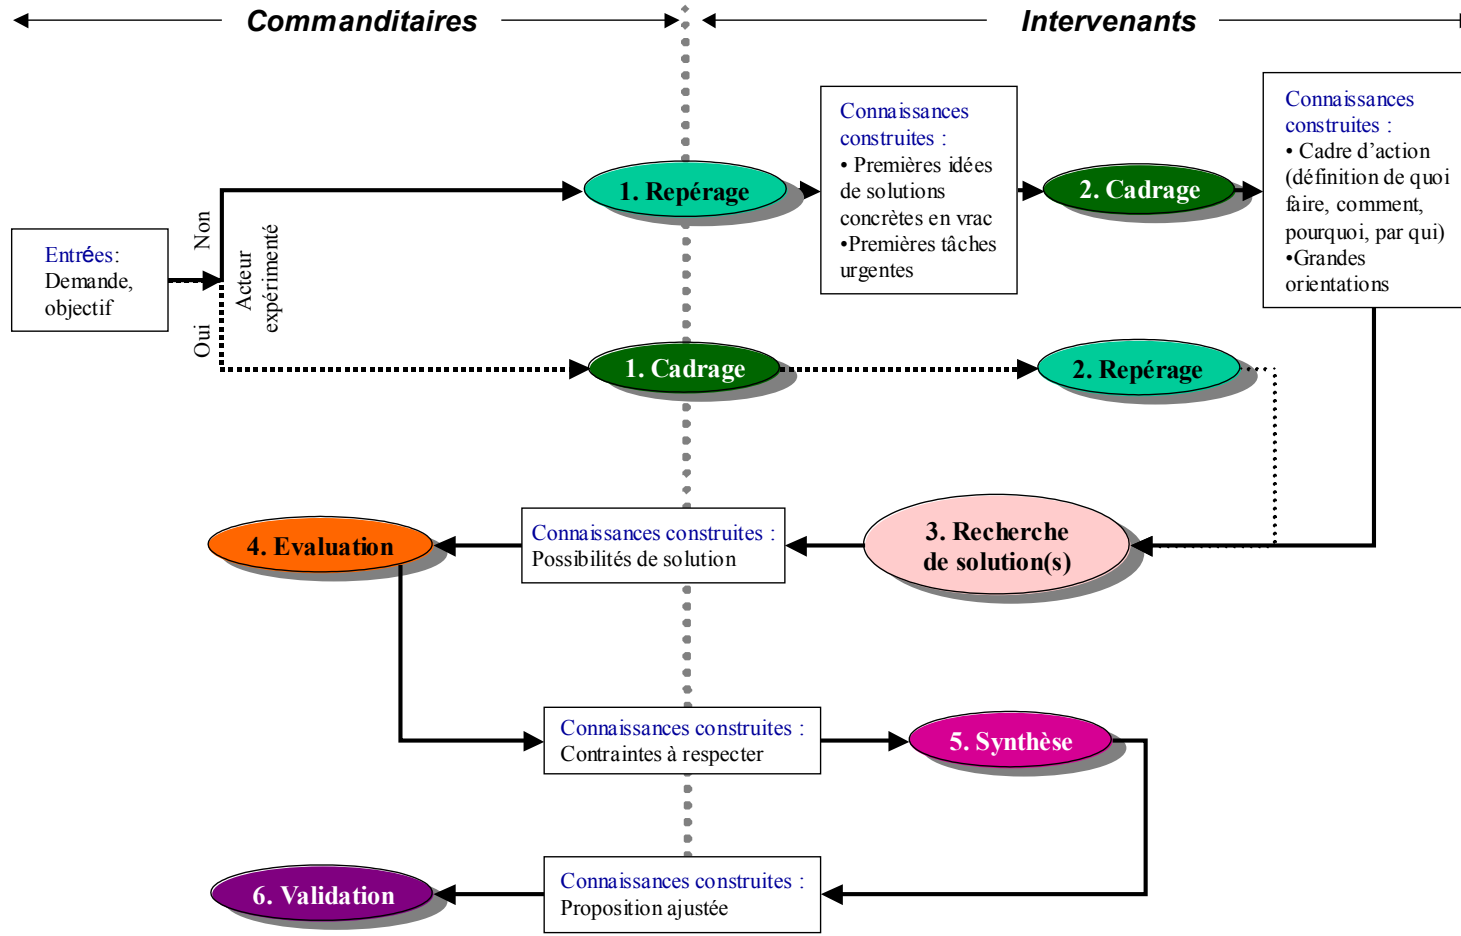 Commanditaires
Intervenants
Connaissances
construites :
• Premières idées
de solutions
concrètes en vrac
•Premières tâches
urgentes
Connaissances
construites :
• Cadre d’action
(définition de quoi
faire, comment,
pourquoi, par qui)
•Grandes
orientations
1. Repérage
2. Cadrage
Entrées:
Demande,
objectif
Non
Oui
Acteur
expérimenté
1. Cadrage
2. Repérage
4. Evaluation
Connaissances construites :
Possibilités de solution
3. Recherche
de solution(s)
Connaissances construites :
Contraintes à respecter
5. Synthèse
6. Validation
Connaissances construites :
Proposition ajustée